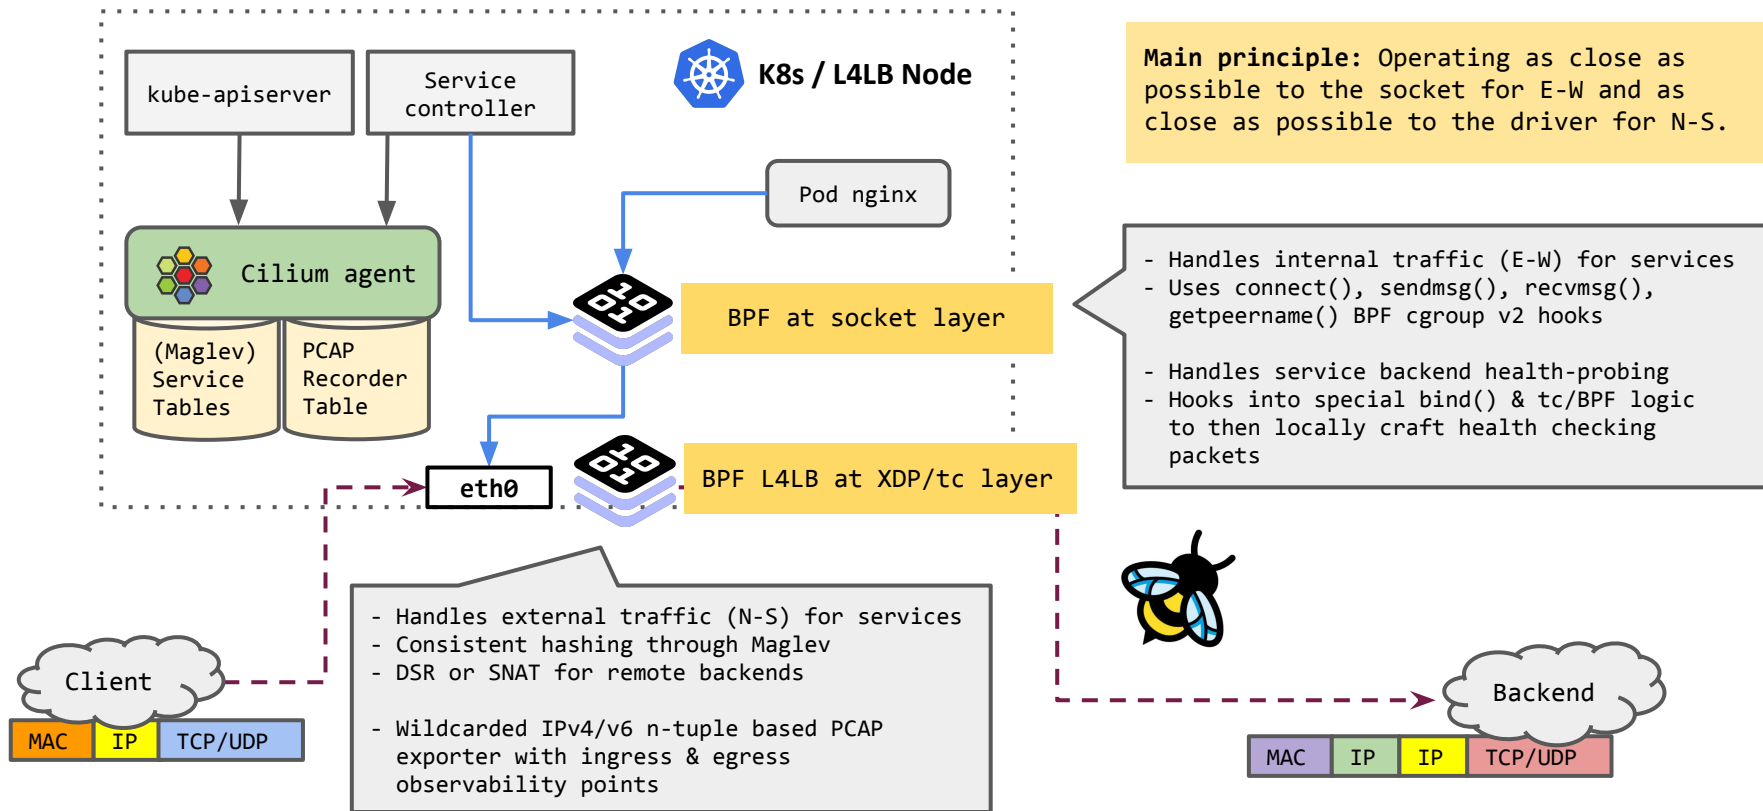 K8s / L4LB Node
kube-apiserver
Service
controller
Main principle: Operating as close as
possible to the socket for E-W and as
close as possible to the driver for N-S.
Pod nginx
Cilium agent
(Maglev)
Service
Tables
PCAP
Recorder
Table
BPF at socket layer
- Handles internal traffic (E-W) for services
- Uses connect(), sendmsg(), recvmsg(),
getpeername() BPF cgroup v2 hooks
- Handles service backend health-probing
- Hooks into special bind() & tc/BPF logic
to then locally craft health checking
packets
eth0
BPF L4LB at XDP/tc layer
- Handles external traffic (N-S) for services
- Consistent hashing through Maglev
- DSR or SNAT for remote backends
- Wildcarded IPv4/v6 n-tuple based PCAP
exporter with ingress & egress
observability points
Client
MAC IP TCP/UDP
Backend
MAC IP IP TCP/UDP